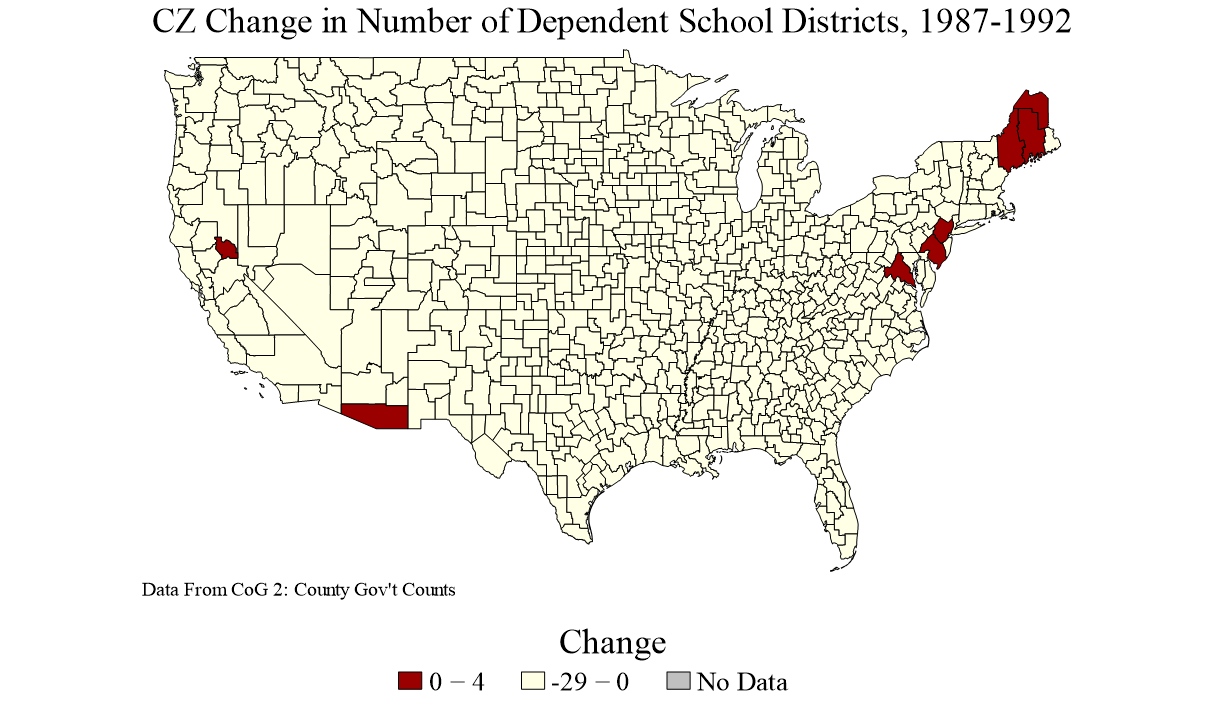 CZ Change in Number of Dependent School Districts, 1987-1992
Data From CoG 2: County Gov't Counts
Change
0 − 4 -29 − 0 No Data